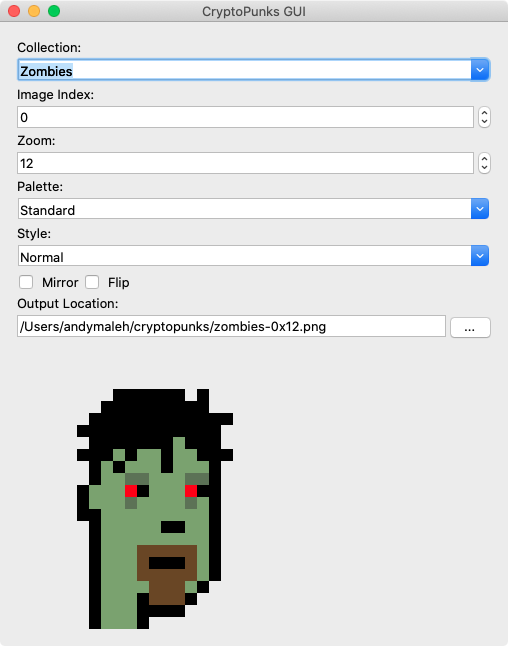 CryptoPunks GUI
Collection:
Zombies
Image Index:
0
Zoom:
12
Palette:
Standard
Style:
Normal
Mirror Flip
Output Location:
/Users/andymaleh/cryptopunks/zombies-0x12.png ...